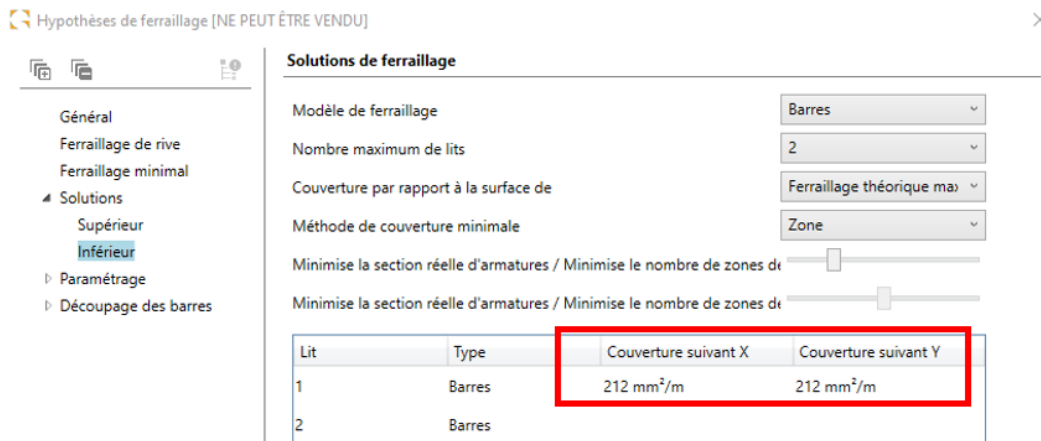 Hypothèses de ferraillage [NE PEUT ÊTRE VENDU]
Solutions de ferraillage
Général
Ferraillage de rive
Ferraillage minimal
Solutions
Supérieur
Inférieur
Paramétrage
Découpage des barres
Modèle de ferraillage Barres
Nombre maximum de lits 2
Couverture par rapport à la surface de Ferraillage théorique max
Méthode de couverture minimale Zone
Minimise la section réelle d'armatures / Minimise le nombre de zones de
Minimise la section réelle d'armatures / Minimise le nombre de zones de
Lit Type Couverture suivant X Couverture suivant Y
1 Barres 212 mm²/m 212 mm²/m
2 Barres